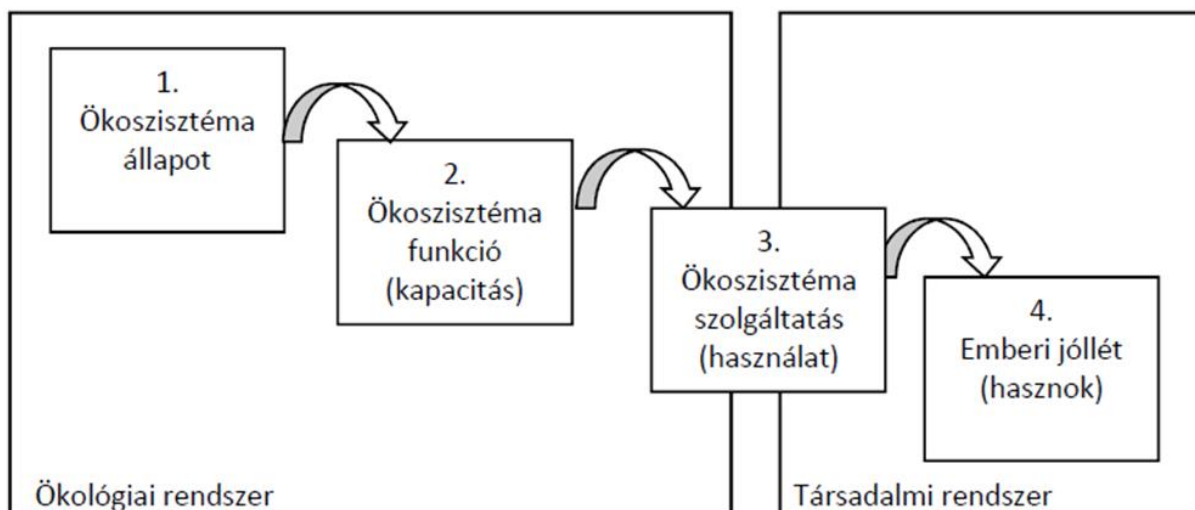 1.
Ökoszisztéma
állapot
2.
Ökoszisztéma
funkció
(kapacitás)
3.
Ökoszisztéma
szolgáltatás
(használat)
4.
Emberi jóllét
(hasznok)
Ökológiai rendszer
Társadalmi rendszer